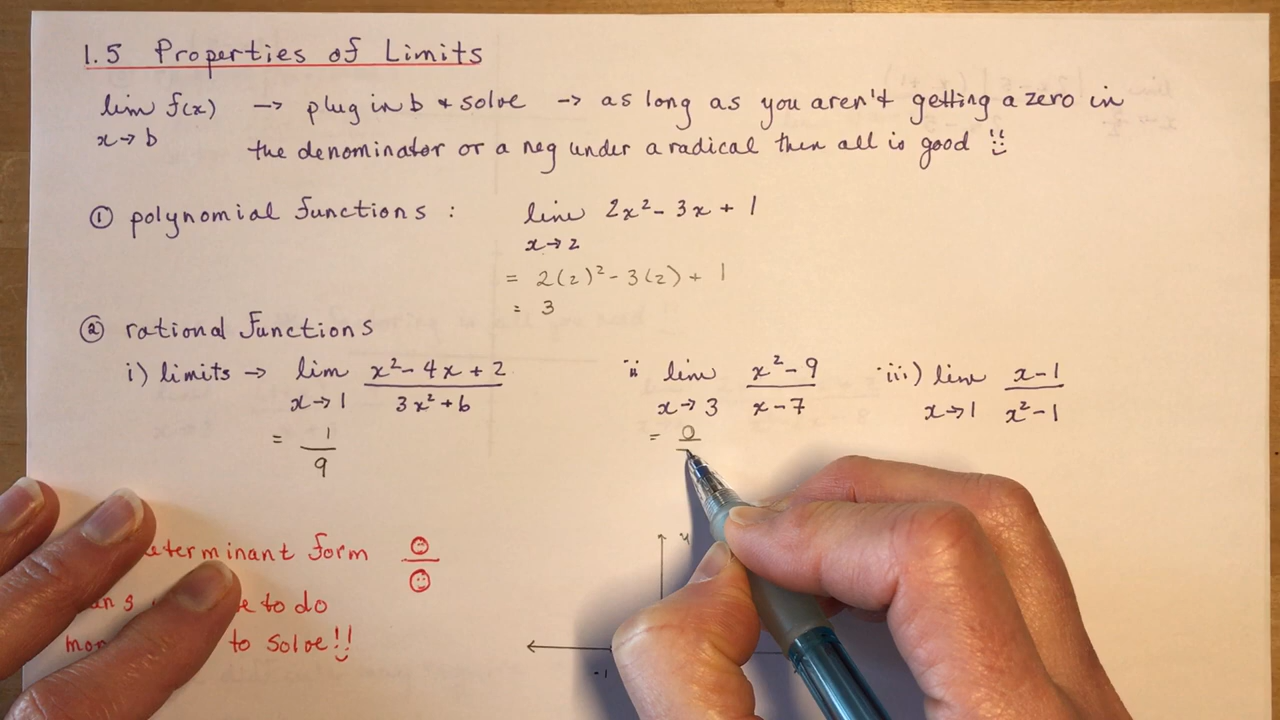 1.5 Properties of Limits
lim f(x) → plug in b & solve → as long as you aren't getting a zero in
x→b the denominator or a neg under a radical then all is good !!
① polynomial functions : lim 2x² - 3x + 1
x→2
= 2(2)² - 3(2) + 1
= 3
② rational functions
i) limits → lim x² - 4x + 2 / 3x² + 6
x→1
= 1/9
ii lim x² - 9 / x - 7
x→3
= 0
iii) lim x - 1 / x² - 1
x→1
form
to do
to solve!!
y
-1